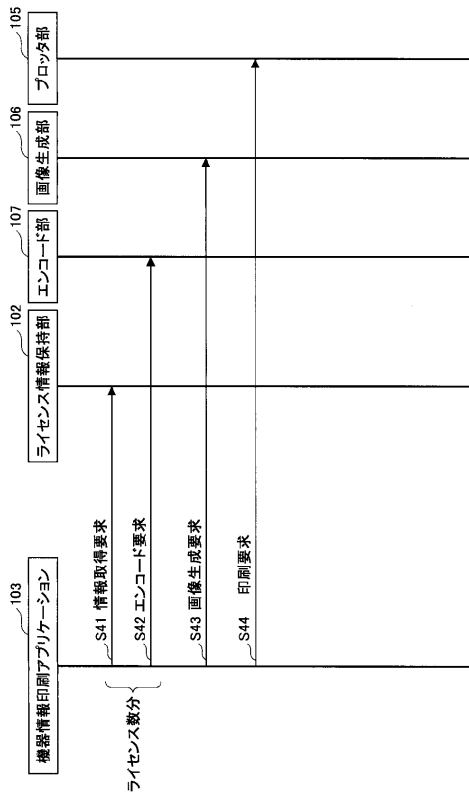 103
機器情報印刷アプリケーション
102
ライセンス情報保持部
107
エンコード部
106
画像生成部
105
プロッタ部
S41 情報取得要求
S42 エンコード要求
ライセンス数分
S43 画像生成要求
S44 印刷要求